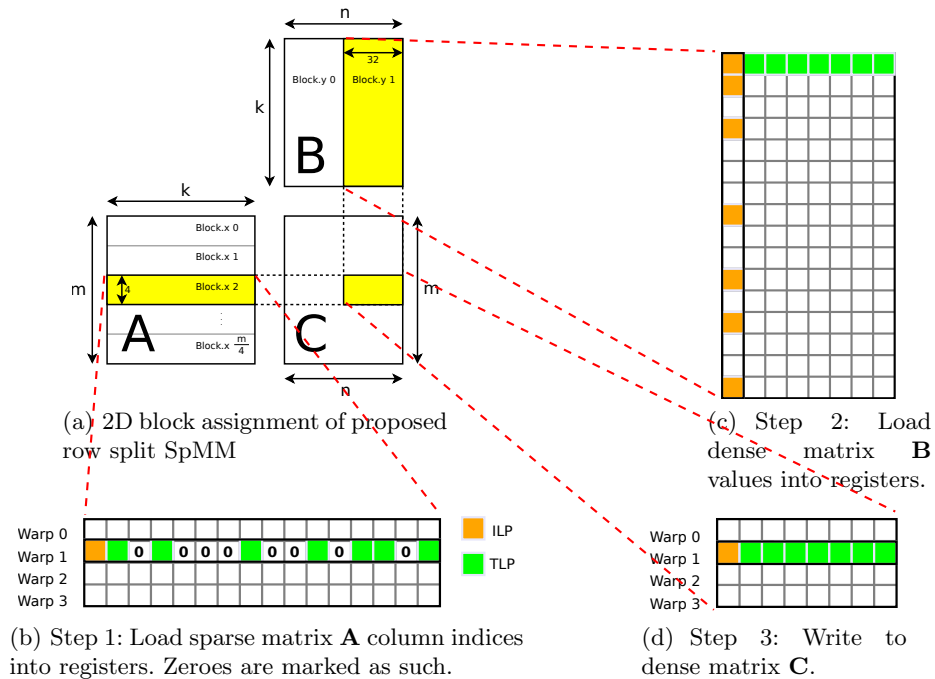 n
32
Block.y 0
Block.y 1
k
B
k
m
Block.x 0
Block.x 1
4
Block.x 2
A
⋮
Block.x m/4
C
m
n
(a) 2D block assignment of proposed
row split SpMM
(c) Step 2: Load
dense matrix B
values into registers.
Warp 0
Warp 1
0 0 0 0 0 0 0 0
Warp 2
Warp 3
ILP
TLP
(b) Step 1: Load sparse matrix A column indices
into registers. Zeroes are marked as such.
Warp 0
Warp 1
Warp 2
Warp 3
(d) Step 3: Write to
dense matrix C.